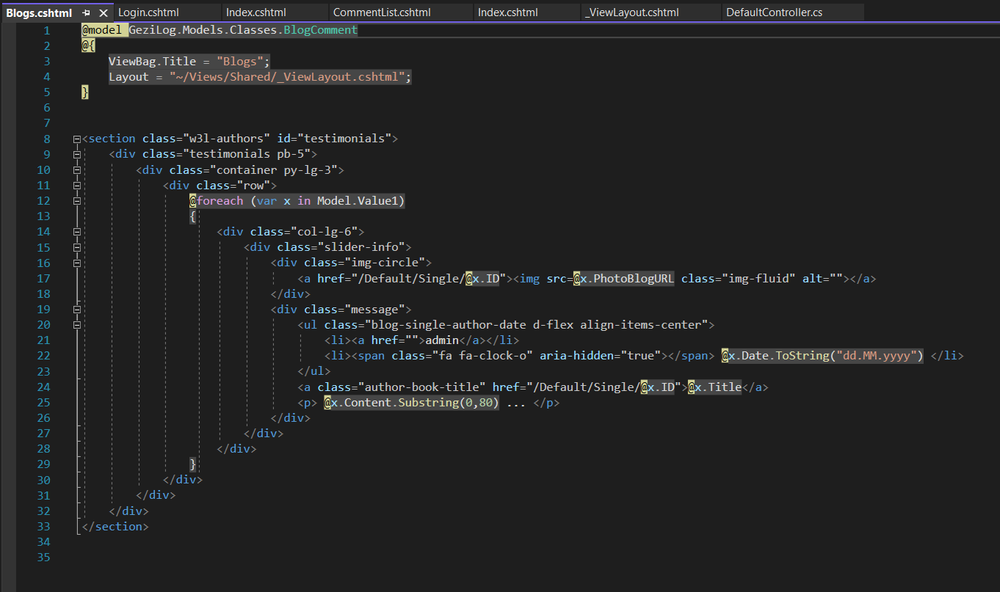 Blogs.cshtml Login.cshtml Index.cshtml CommentList.cshtml Index.cshtml _ViewLayout.cshtml DefaultController.cs
1 @model GeziLog.Models.Classes.BlogComment
2 @{
3 ViewBag.Title = "Blogs";
4 Layout = "~/Views/Shared/_ViewLayout.cshtml";
5 }
6
7
8 <section class="w3l-authors" id="testimonials">
9 <div class="testimonials pb-5">
10 <div class="container py-lg-3">
11 <div class="row">
12 @foreach (var x in Model.Value1)
13 {
14 <div class="col-lg-6">
15 <div class="slider-info">
16 <div class="img-circle">
17 <a href="/Default/Single/@x.ID"><img src=@x.PhotoBlogURL class="img-fluid" alt=""></a>
18 </div>
19 <div class="message">
20 <ul class="blog-single-author-date d-flex align-items-center">
21 <li><a href="">admin</a></li>
22 <li><span class="fa fa-clock-o" aria-hidden="true"></span> @x.Date.ToString("dd.MM.yyyy") </li>
23 </ul>
24 <a class="author-book-title" href="/Default/Single/@x.ID">@x.Title</a>
25 <p> @x.Content.Substring(0,80) ... </p>
26 </div>
27 </div>
28 </div>
29 }
30 </div>
31 </div>
32 </div>
33 </section>
34
35